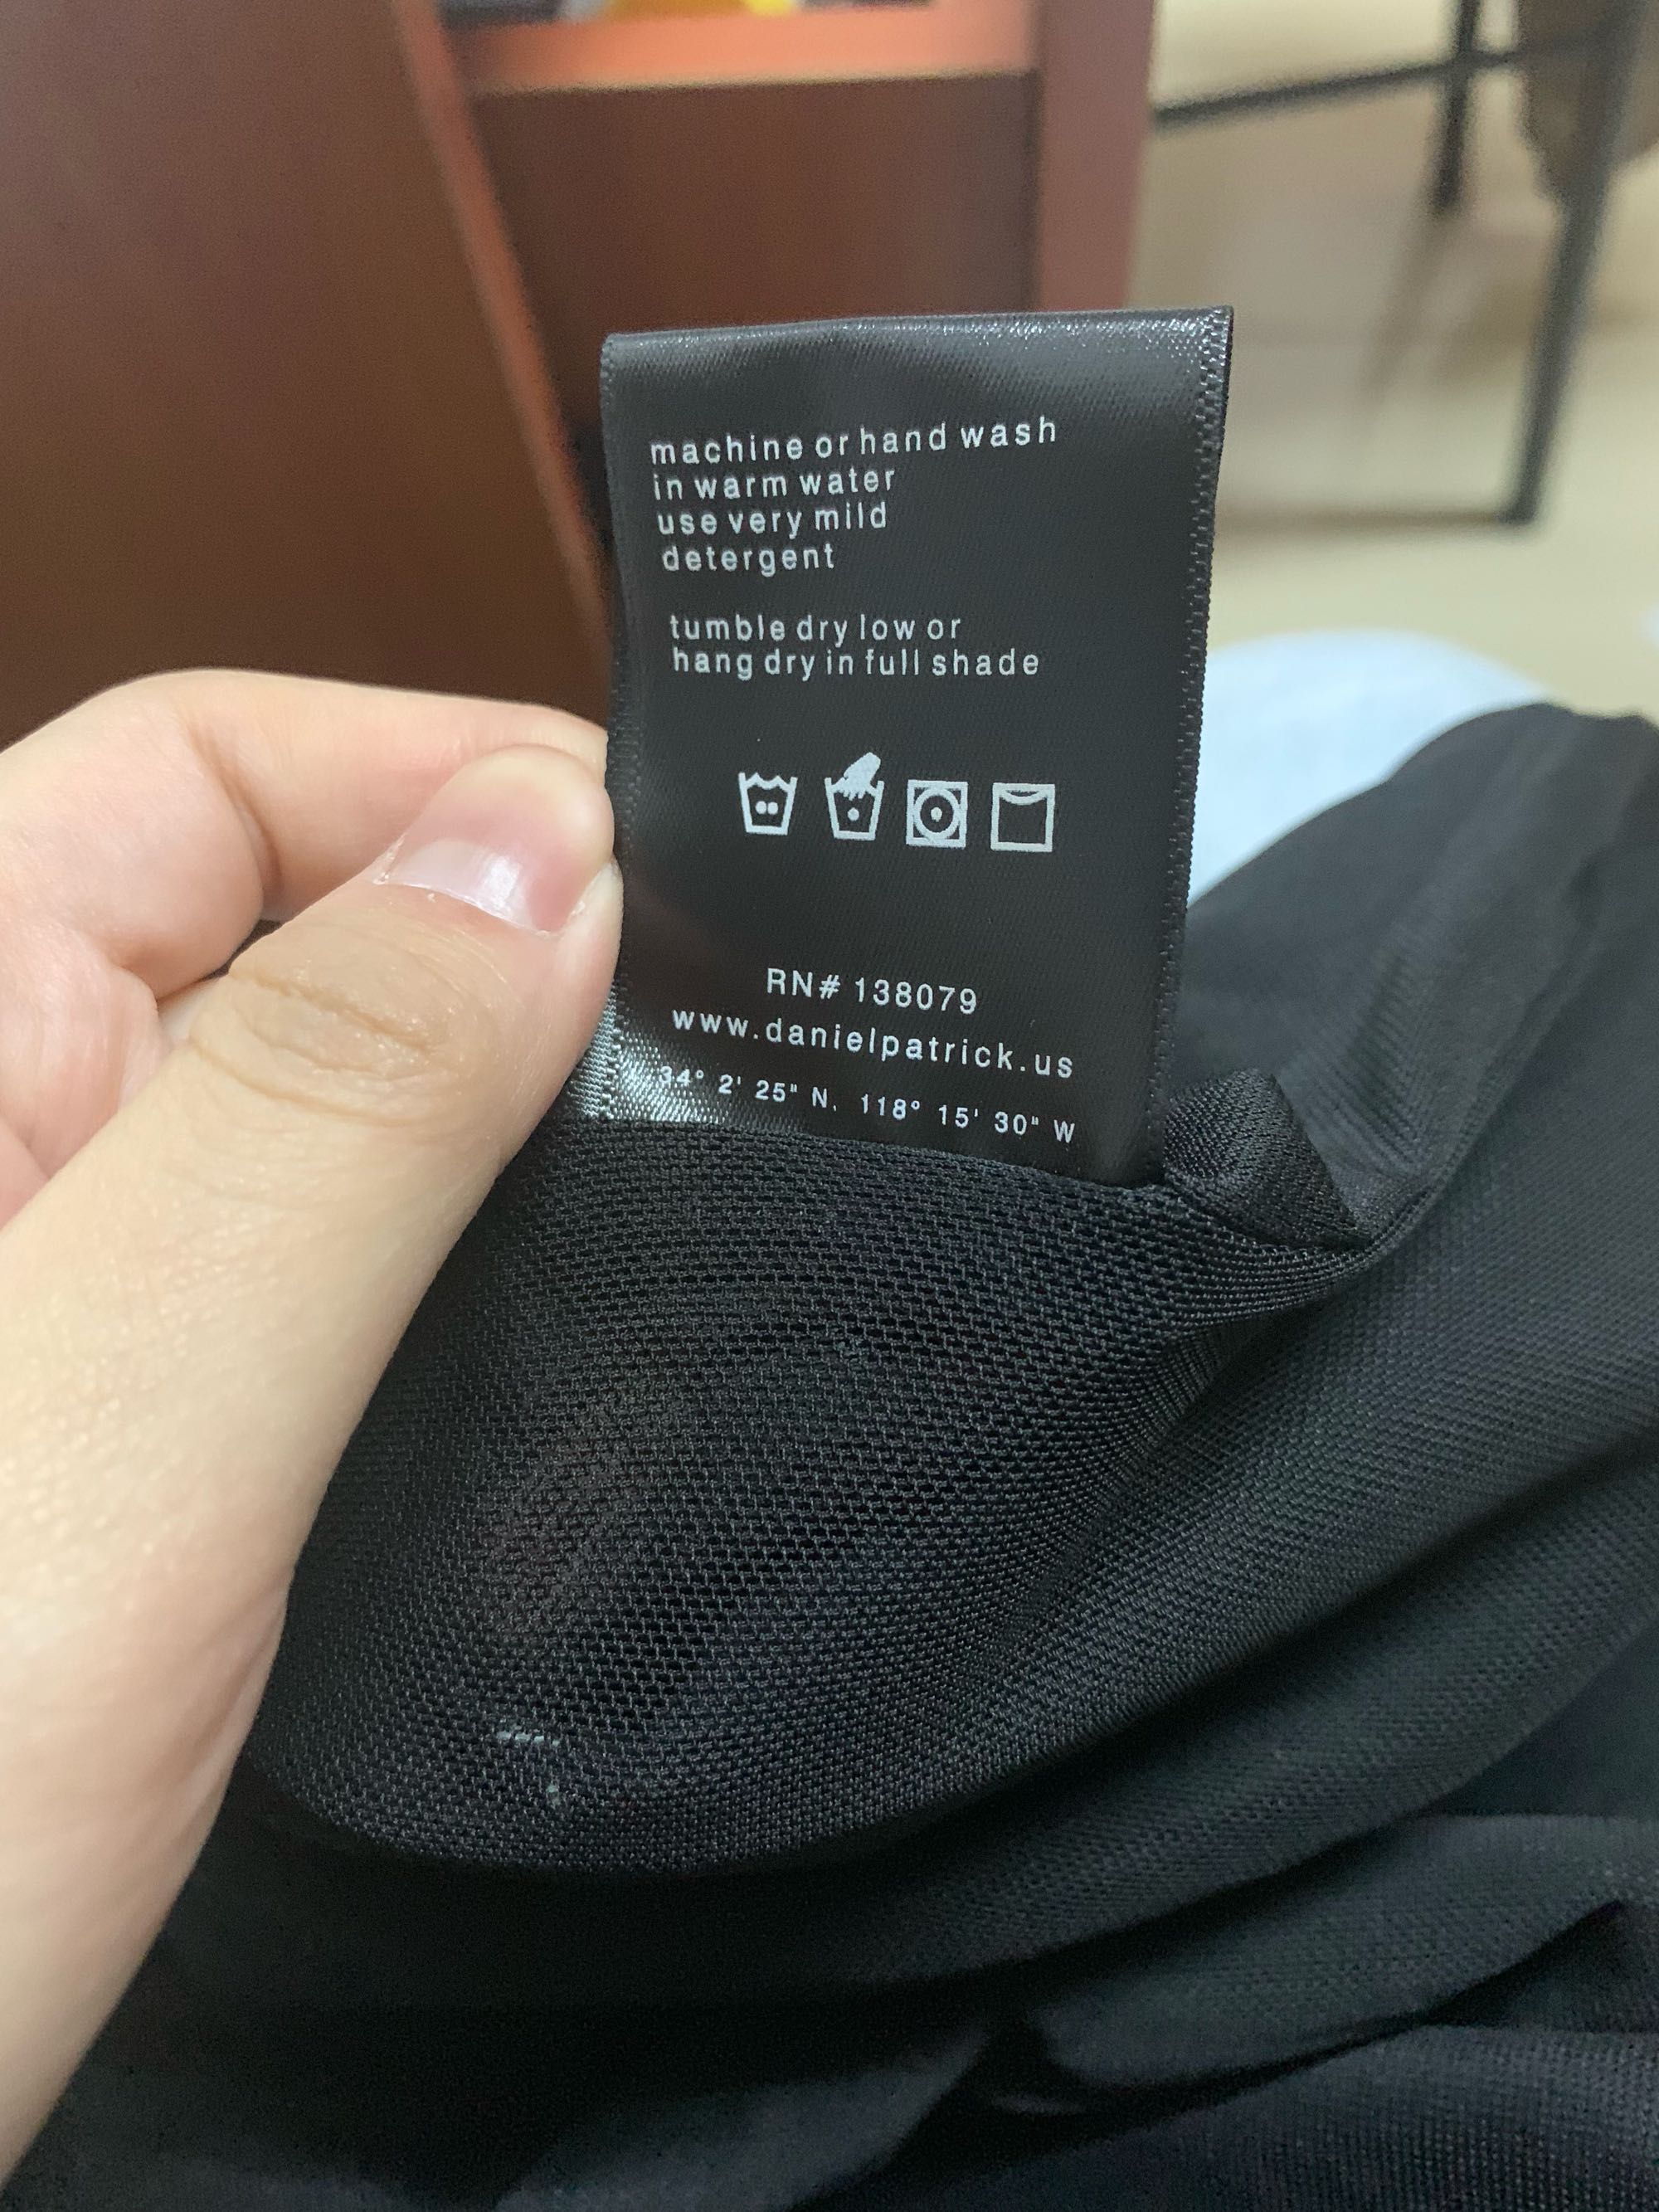 machine or hand wash
in warm water
use very mild
detergent
tumble dry low or
hang dry in full shade
RN# 138079
www.danielpatrick.us
34° 2' 25" N, 118° 15' 30" W